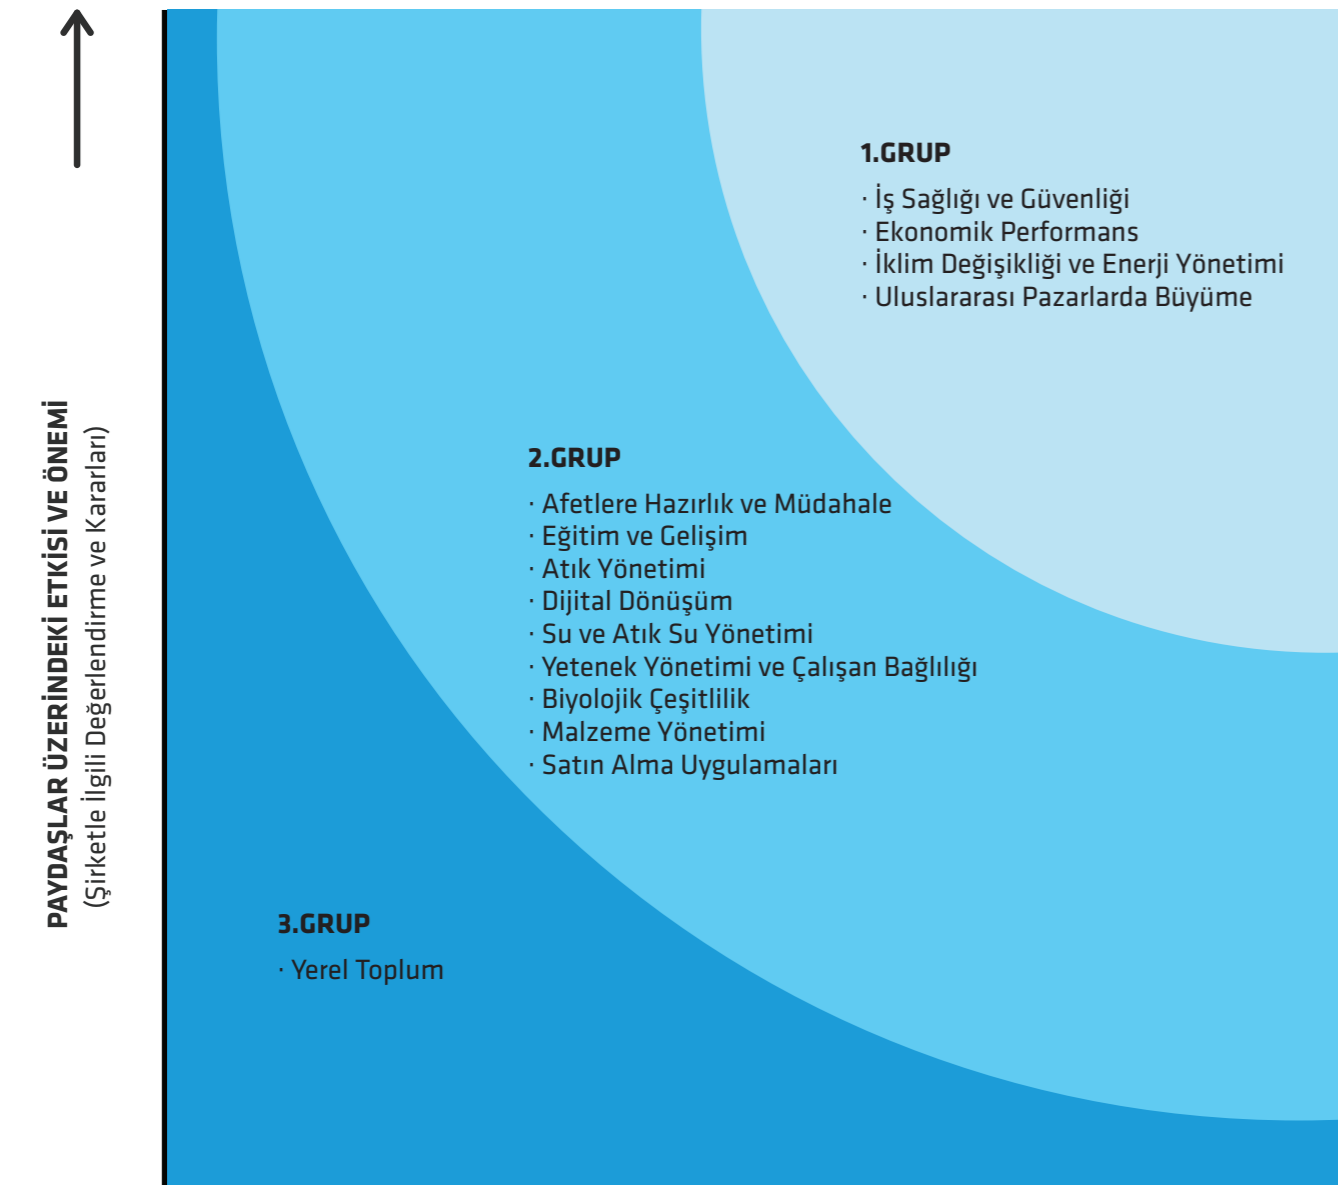 PAYDAŞLAR ÜZERİNDEKİ ETKİSİ VE ÖNEMİ
(Şirketle İlgili Değerlendirme ve Kararları)
1.GRUP
· İş Sağlığı ve Güvenliği
· Ekonomik Performans
· İklim Değişikliği ve Enerji Yönetimi
· Uluslararası Pazarlarda Büyüme
2.GRUP
· Afetlere Hazırlık ve Müdahale
· Eğitim ve Gelişim
· Atık Yönetimi
· Dijital Dönüşüm
· Su ve Atık Su Yönetimi
· Yetenek Yönetimi ve Çalışan Bağlılığı
· Biyolojik Çeşitlilik
· Malzeme Yönetimi
· Satın Alma Uygulamaları
3.GRUP
· Yerel Toplum